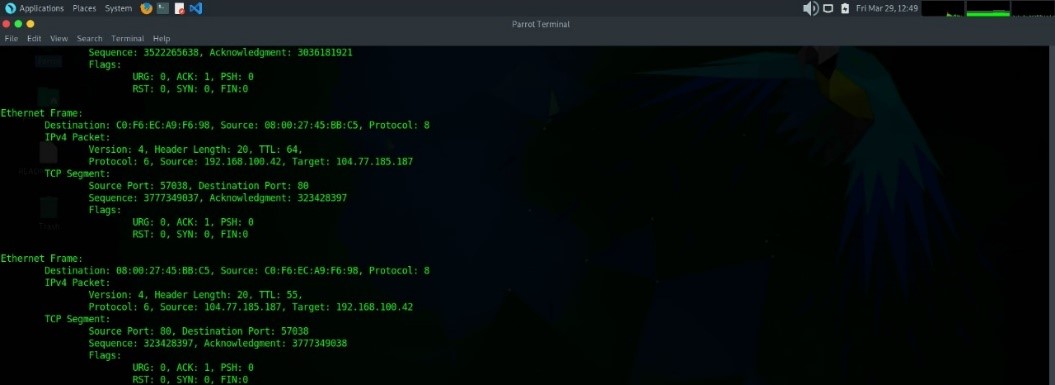 Applications Places System Fri Mar 29, 12:49
Parrot Terminal
File Edit View Search Terminal Help
Sequence: 3522265638, Acknowledgment: 3036181921
Flags:
URG: 0, ACK: 1, PSH: 0
RST: 0, SYN: 0, FIN:0
Ethernet Frame:
Destination: C0:F6:EC:A9:F6:98, Source: 08:00:27:45:BB:C5, Protocol: 8
IPv4 Packet:
Version: 4, Header Length: 20, TTL: 64,
Protocol: 6, Source: 192.168.100.42, Target: 104.77.185.187
TCP Segment:
Source Port: 57038, Destination Port: 80
Sequence: 3777349037, Acknowledgment: 323428397
Flags:
URG: 0, ACK: 1, PSH: 0
RST: 0, SYN: 0, FIN:0
Ethernet Frame:
Destination: 08:00:27:45:BB:C5, Source: C0:F6:EC:A9:F6:98, Protocol: 8
IPv4 Packet:
Version: 4, Header Length: 20, TTL: 55,
Protocol: 6, Source: 104.77.185.187, Target: 192.168.100.42
TCP Segment:
Source Port: 80, Destination Port: 57038
Sequence: 323428397, Acknowledgment: 3777349038
Flags:
URG: 0, ACK: 1, PSH: 0
RST: 0, SYN: 0, FIN:0